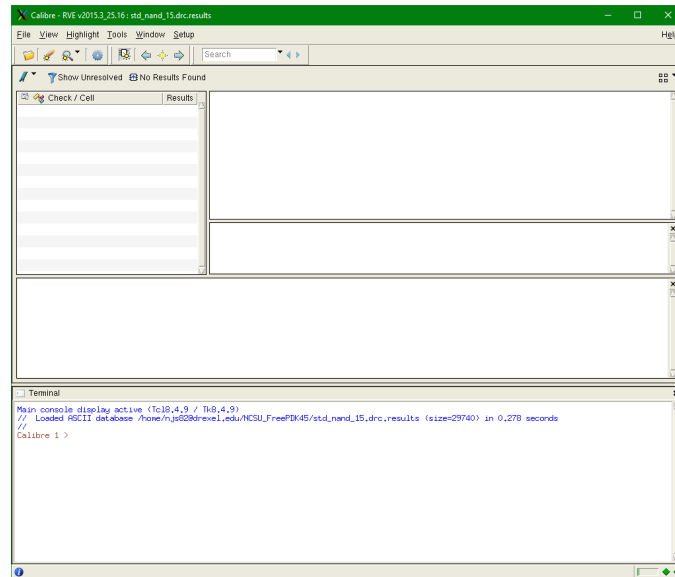 Calibre - RVE v2015.3_25.16 : std_nand_15.drc.results
File View Highlight Tools Window Setup Help
Search
Show Unresolved No Results Found
Check / Cell Results
Terminal
Main console display active (Tcl8.4.9 / Tk8.4.9)
// Loaded ASCII database /home/njs82@drexel.edu/NCSU_FreePDK45/std_nand_15.drc.results (size=29740) in 0.278 seconds
//
Calibre 1 >